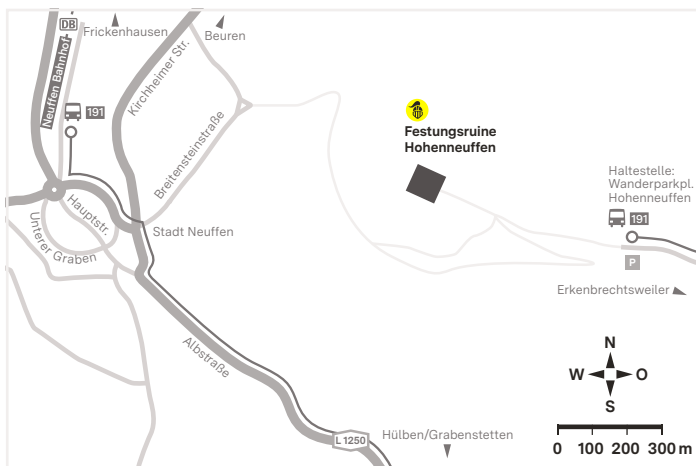 DB
Frickenhausen
Beuren
Neuffen Bahnhof
Kirchheimer Str.
191
Breitensteinstraße
Festungsruine
Hohenneuffen
Haltestelle:
Wanderparkpl.
Hohenneuffen
191
Hauptstr.
Unterer Graben
Stadt Neuffen
P
Erkenbrechtsweiler
Albstraße
N
W
O
S
L 1250
Hülben/Grabenstetten
0 100 200 300 m